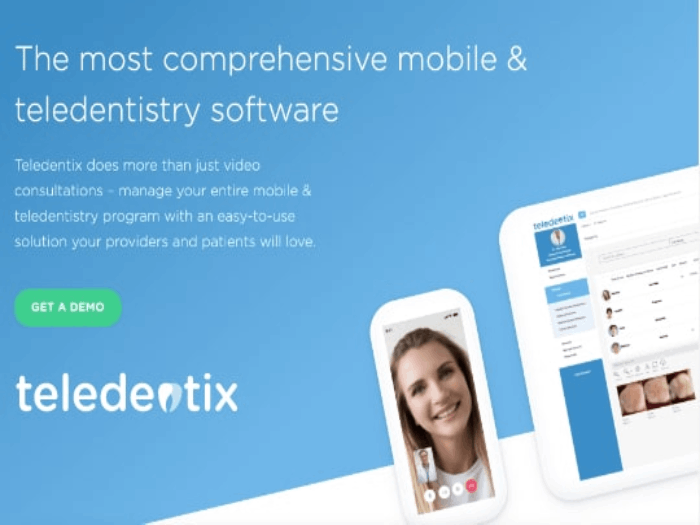 The most comprehensive mobile &
teledentistry software
Teledentix does more than just video
consultations – manage your entire mobile &
teledentistry program with an easy-to-use
solution your providers and patients will love.
GET A DEMO
teledentix
teledentix